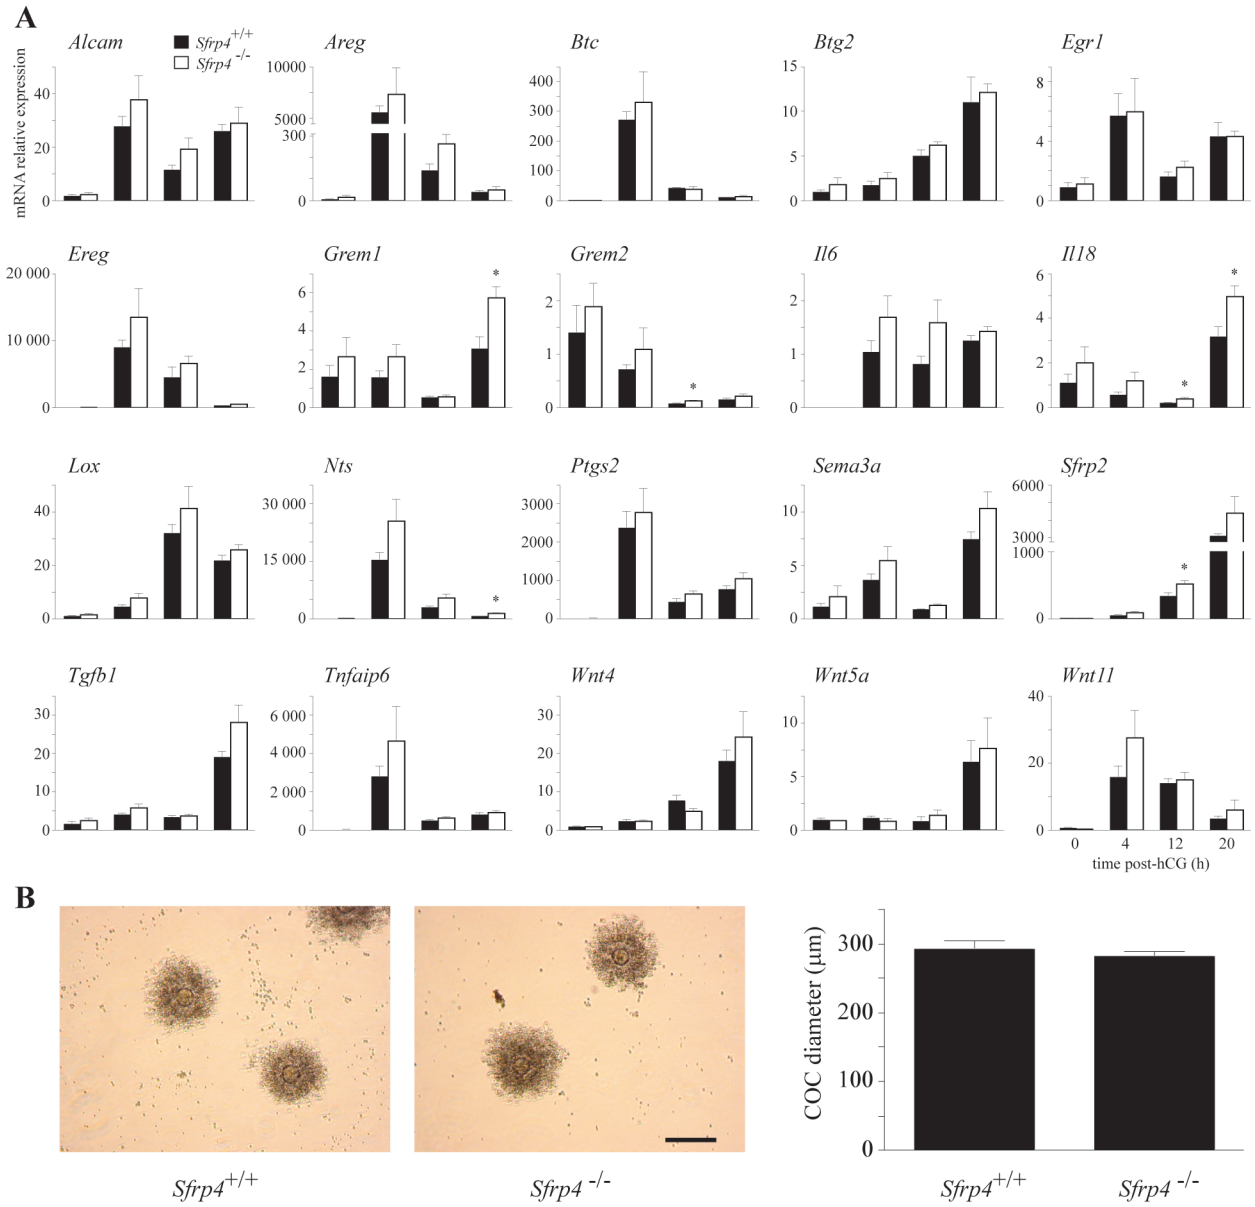 A
Alcam
Sfrp4+/+
Sfrp4 -/-
Areg
Btc
Btg2
Egr1
mRNA relative expression
40
20
0
10000
5000
300
0
400
300
200
100
0
15
10
5
0
8
4
0
Ereg
Grem1
Grem2
Il6
Il18
20 000
10 000
0
6
4
2
0
*
2
1
0
*
2
1
0
6
4
2
0
*
*
Lox
Nts
Ptgs2
Sema3a
Sfrp2
40
20
0
30 000
15 000
0
*
3000
2000
1000
0
10
5
0
6000
3000
1000
0
*
Tgfb1
Tnfaip6
Wnt4
Wnt5a
Wnt11
30
20
10
0
6 000
4 000
2 000
0
30
20
10
0
10
5
0
40
20
0
0 4 12 20
time post-hCG (h)
B
Sfrp4+/+
Sfrp4 -/-
COC diameter (µm)
300
200
100
0
Sfrp4+/+
Sfrp4 -/-